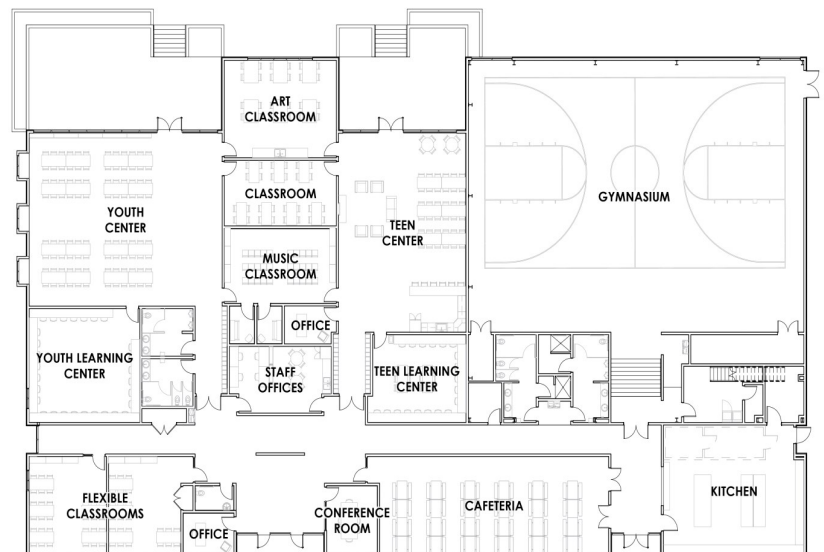 ART
CLASSROOM
CLASSROOM
GYMNASIUM
YOUTH
CENTER
TEEN
CENTER
MUSIC
CLASSROOM
OFFICE
YOUTH LEARNING
CENTER
STAFF
OFFICES
TEEN LEARNING
CENTER
FLEXIBLE
CLASSROOMS
CONFERENCE
ROOM
CAFETERIA
KITCHEN
OFFICE